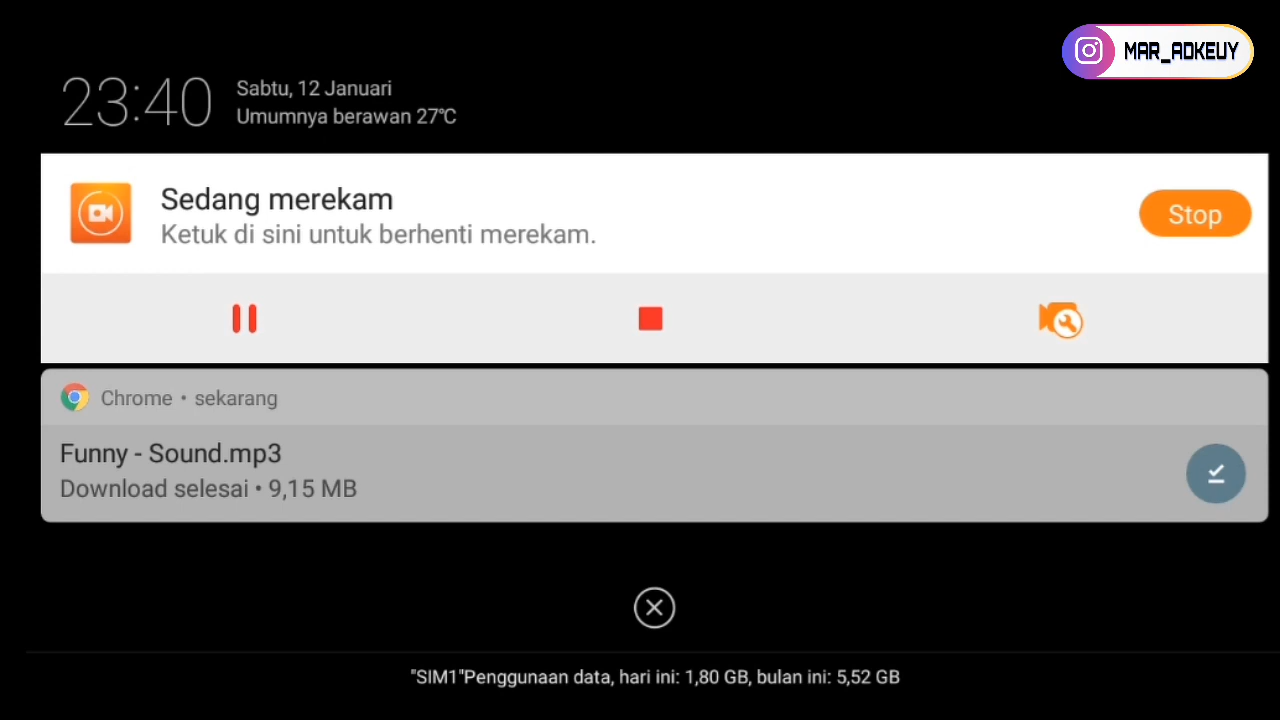 MAR_ADKEUY
23:40
Sabtu, 12 Januari
Umumnya berawan 27°C
Sedang merekam
Ketuk di sini untuk berhenti merekam.
Stop
Chrome • sekarang
Funny - Sound.mp3
Download selesai • 9,15 MB
"SIM1"Penggunaan data, hari ini: 1,80 GB, bulan ini: 5,52 GB